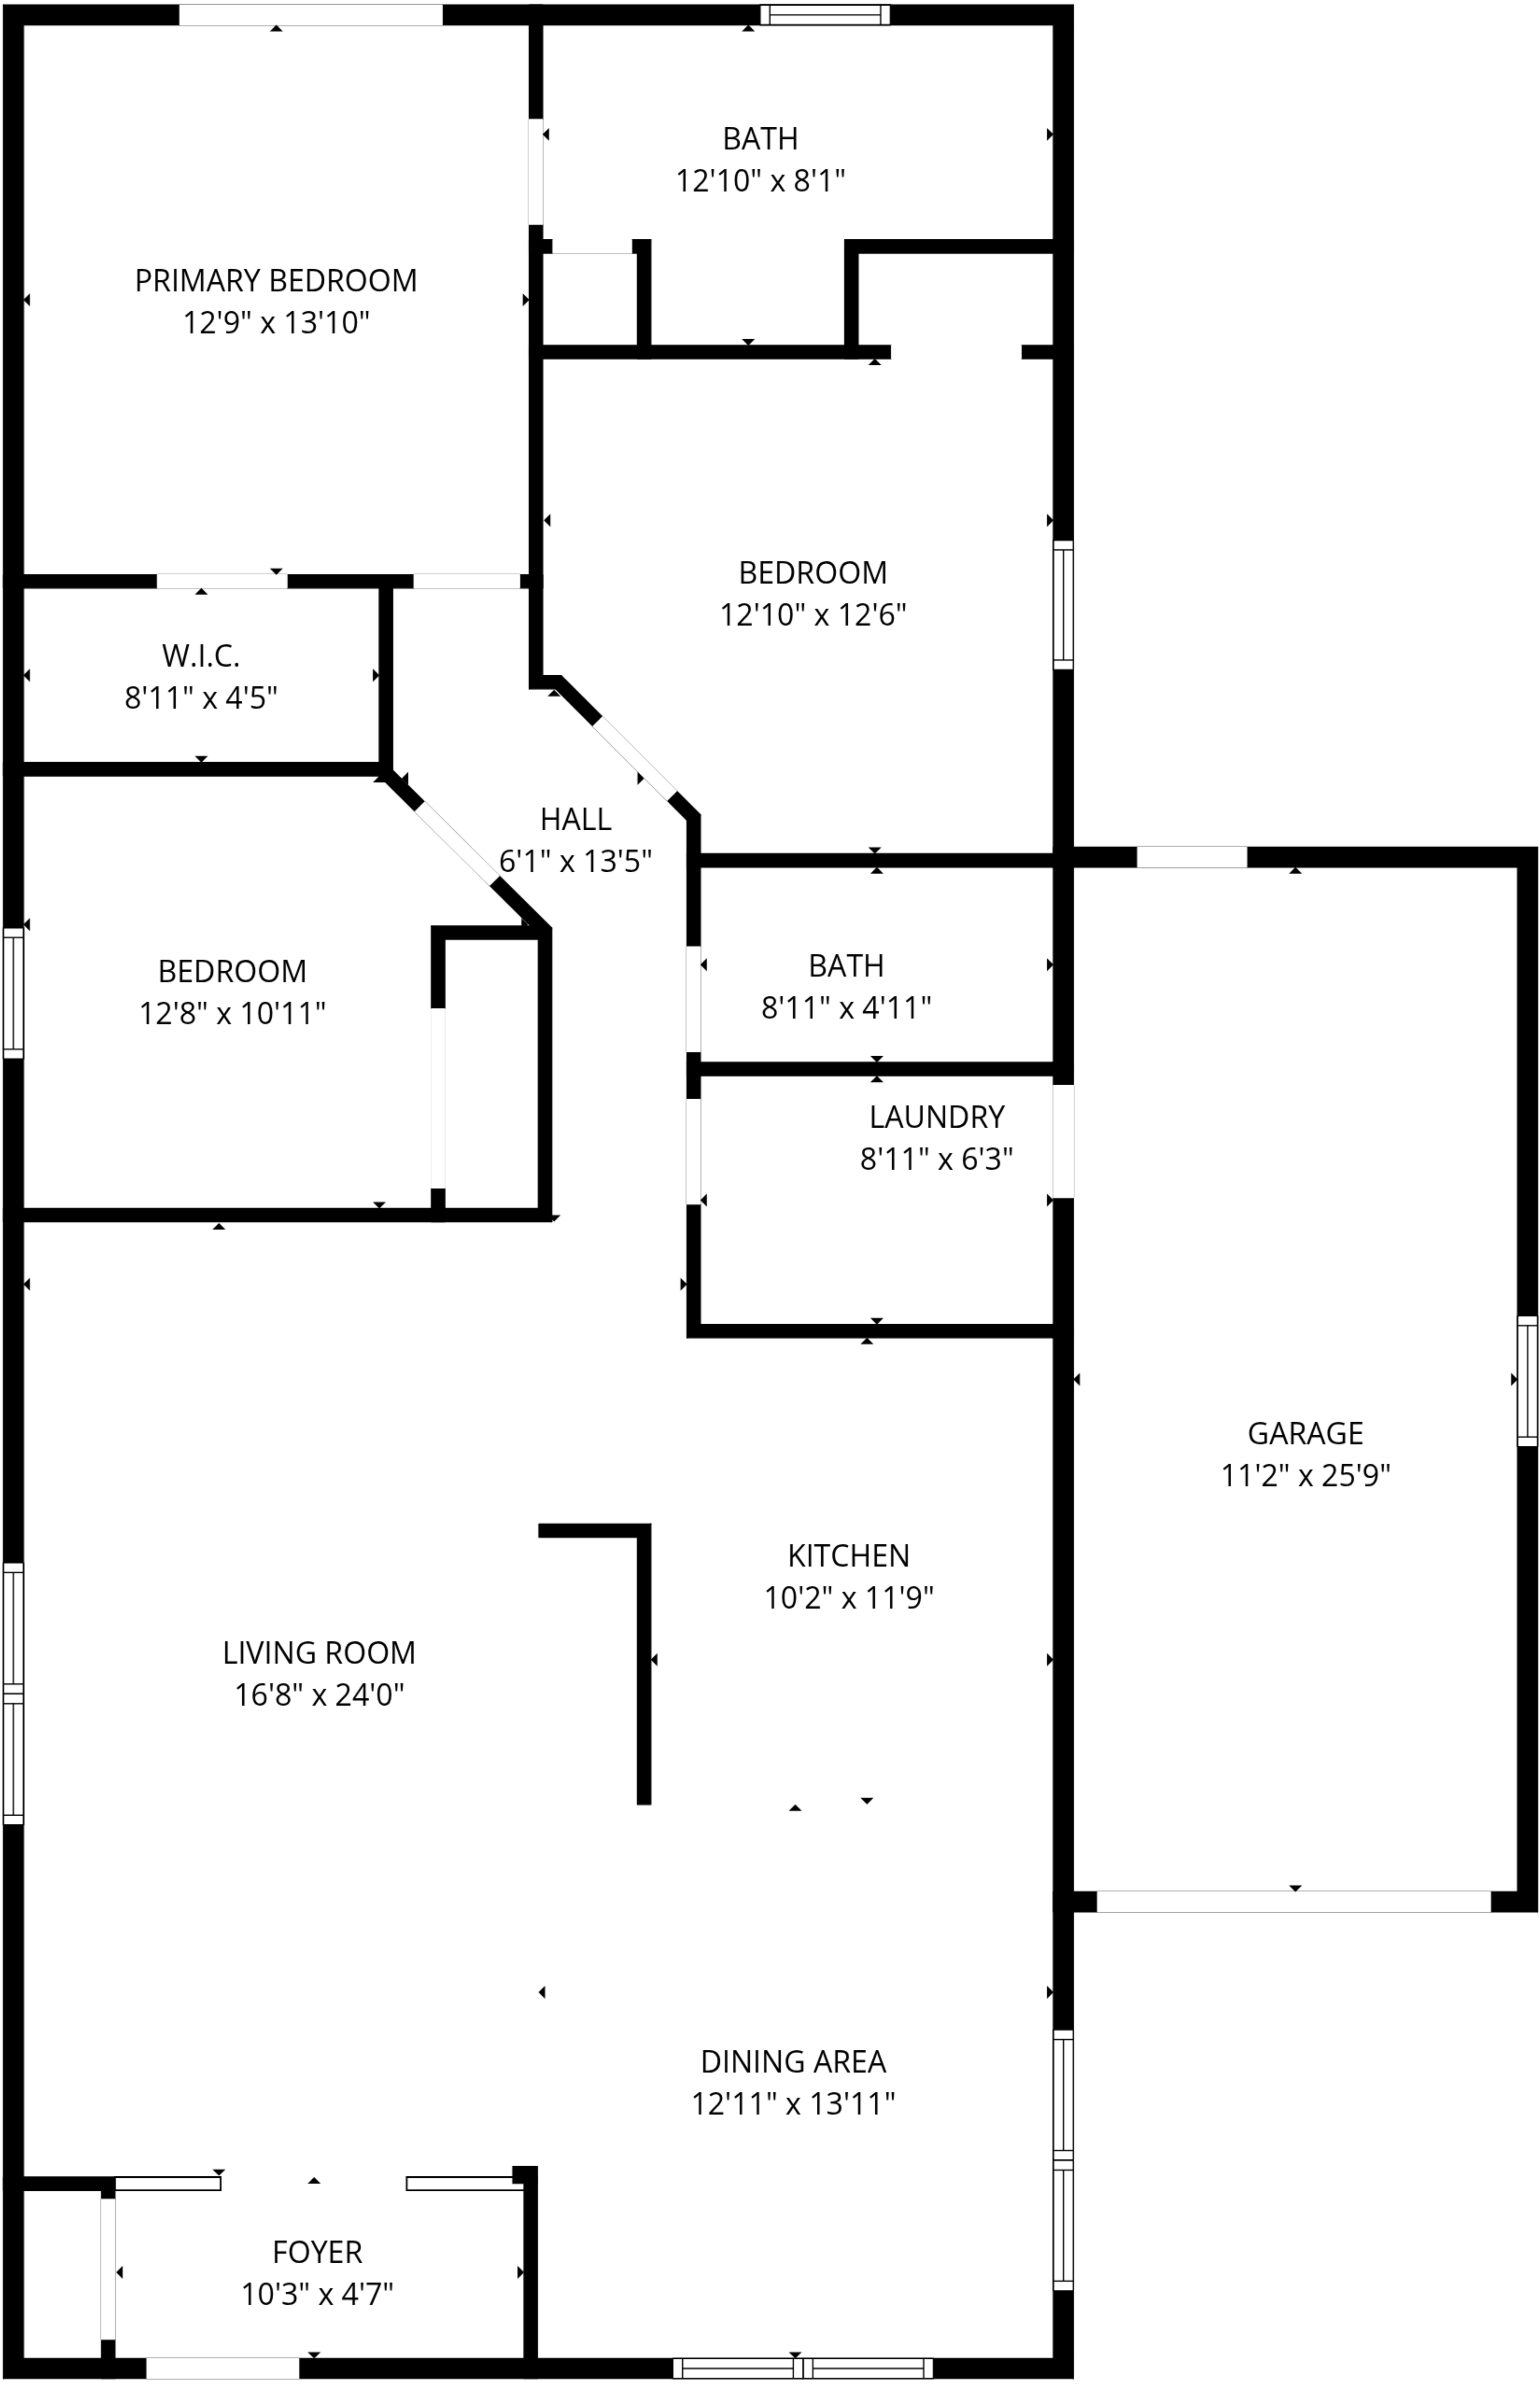 BATH
12'10" x 8'1"
PRIMARY BEDROOM
12'9" x 13'10"
BEDROOM
12'10" x 12'6"
W.I.C.
8'11" x 4'5"
HALL
6'1" x 13'5"
BEDROOM
12'8" x 10'11"
BATH
8'11" x 4'11"
LAUNDRY
8'11" x 6'3"
GARAGE
11'2" x 25'9"
KITCHEN
10'2" x 11'9"
LIVING ROOM
16'8" x 24'0"
DINING AREA
12'11" x 13'11"
FOYER
10'3" x 4'7"